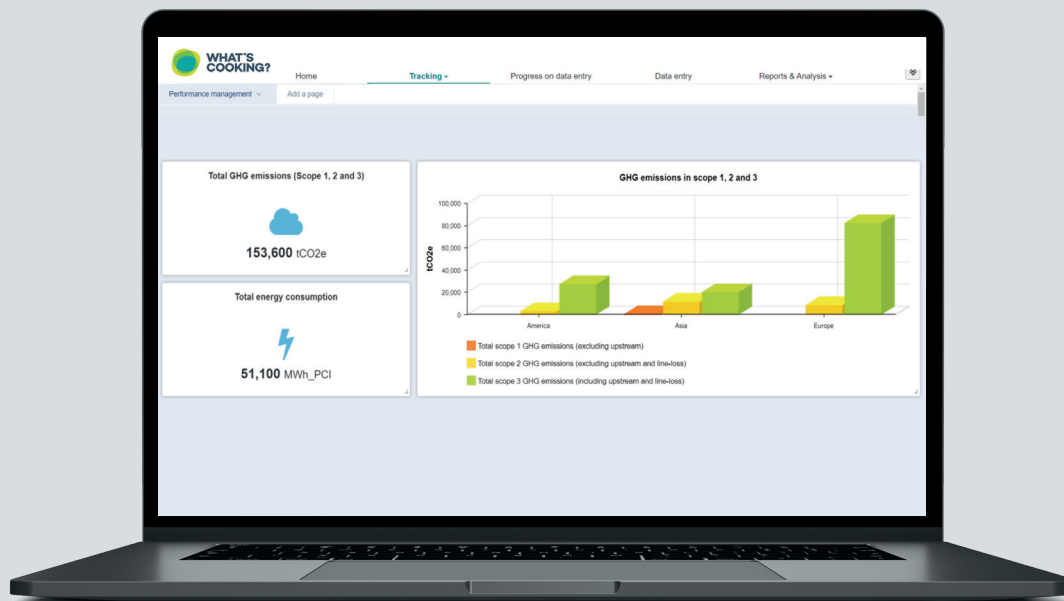 WHAT'S
COOKING?
Home
Tracking
Progress on data entry
Data entry
Reports & Analysis
Performance management
Add a page
Total GHG emissions (Scope 1, 2 and 3)
153,600 tCO2e
Total energy consumption
51,100 MWh_PCI
GHG emissions in scope 1, 2 and 3
tCO2e
100,000
80,000
60,000
40,000
20,000
0
America
Asia
Europe
Total scope 1 GHG emissions (excluding upstream)
Total scope 2 GHG emissions (excluding upstream and line-loss)
Total scope 3 GHG emissions (including upstream and line-loss)